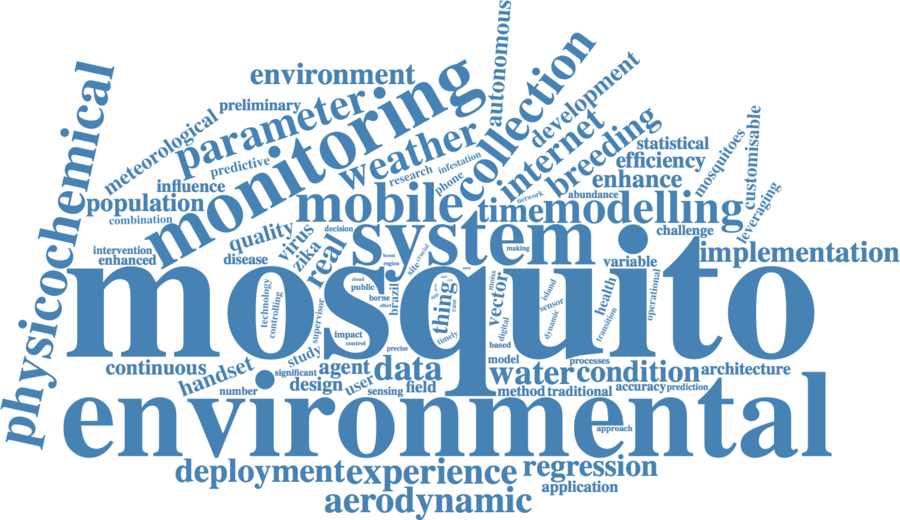 autonomous
collection
environment
monitoring
development
physicochemical
preliminary
parameter
internet
meteorological
weather
breeding
statistical
predictive
research
infestation
phone
efficiency
mosquitoes
customisable
influence
enhance
network
abundance
leveraging
population
combination
mobile
time
modelling
quality
virus
zika
decision
system
challenge
intervention
enhanced
disease
real
making
implementation
region
site
crucial
variable
mosquito
technology
controlling
cloud
public
borne
effort
brazil
thing
case
vector
island
sensor
dynamic
health
transition
operational
supervisor
impact
control
timely
digital
based
precise
continuous
study
significant
agent
data
model
processes
water
condition
architecture
handset
number
design
user
sensing
field
method
traditional
accuracy
prediction
environmental
approach
deployment
experience
regression
application
aerodynamic